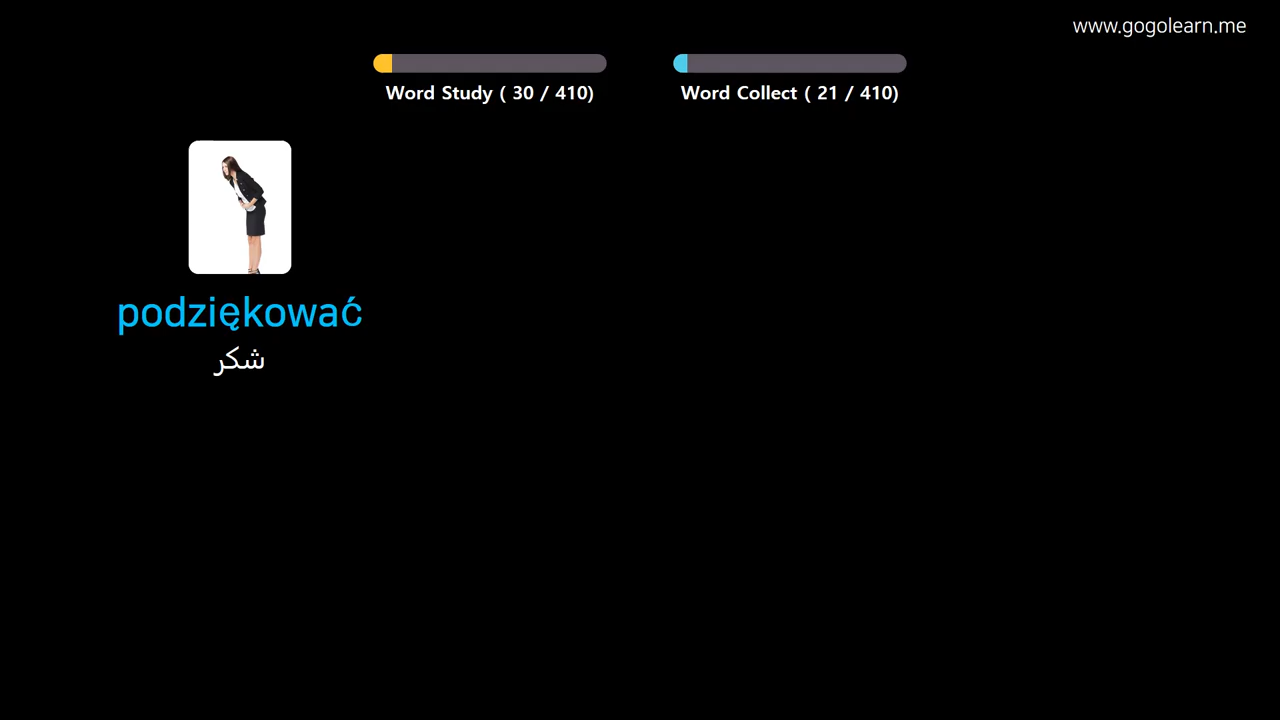 www.gogolearn.me
Word Study ( 30 / 410)
Word Collect ( 21 / 410)
podziękować
شكر